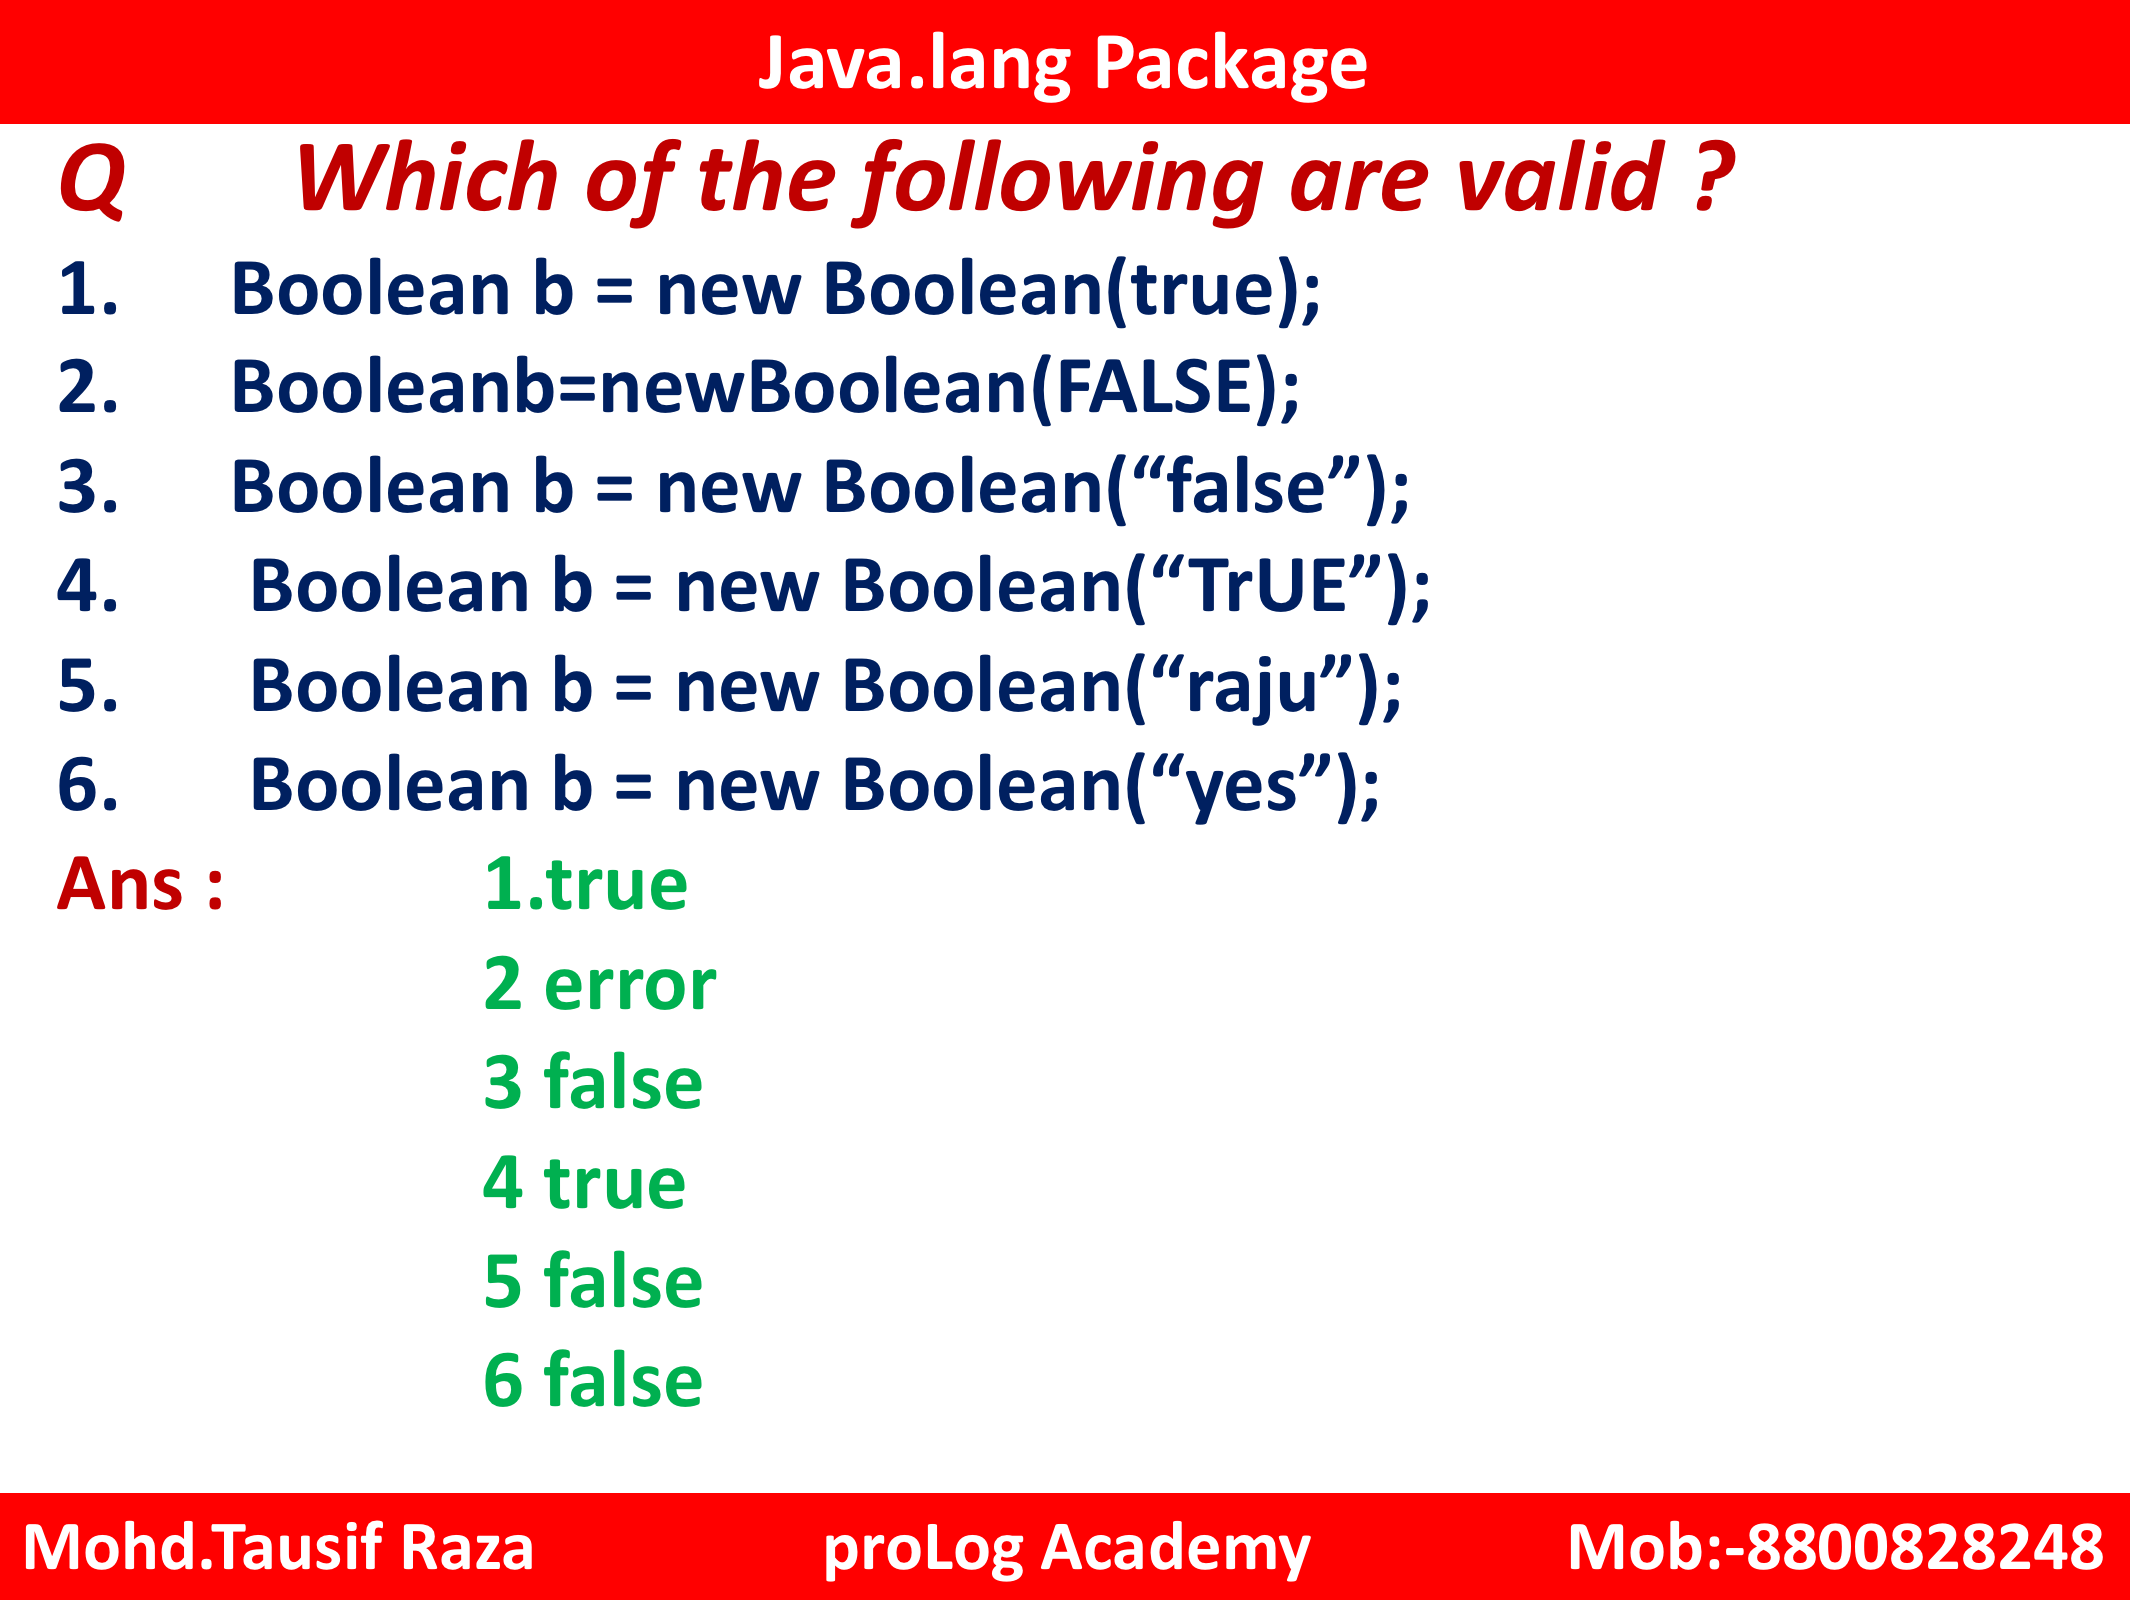 Java.lang Package
Q Which of the following are valid ?
1. Boolean b = new Boolean(true);
2. Booleanb=newBoolean(FALSE);
3. Boolean b = new Boolean(“false”);
4. Boolean b = new Boolean(“TrUE”);
5. Boolean b = new Boolean(“raju”);
6. Boolean b = new Boolean(“yes”);
Ans : 1.true
2 error
3 false
4 true
5 false
6 false
Mohd.Tausif Raza proLog Academy Mob:-8800828248